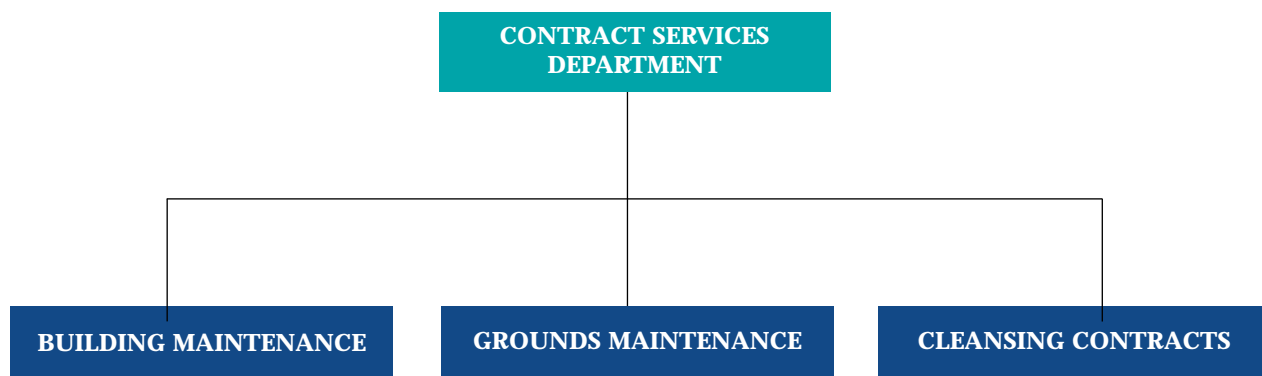 CONTRACT SERVICES
DEPARTMENT
BUILDING MAINTENANCE
GROUNDS MAINTENANCE
CLEANSING CONTRACTS